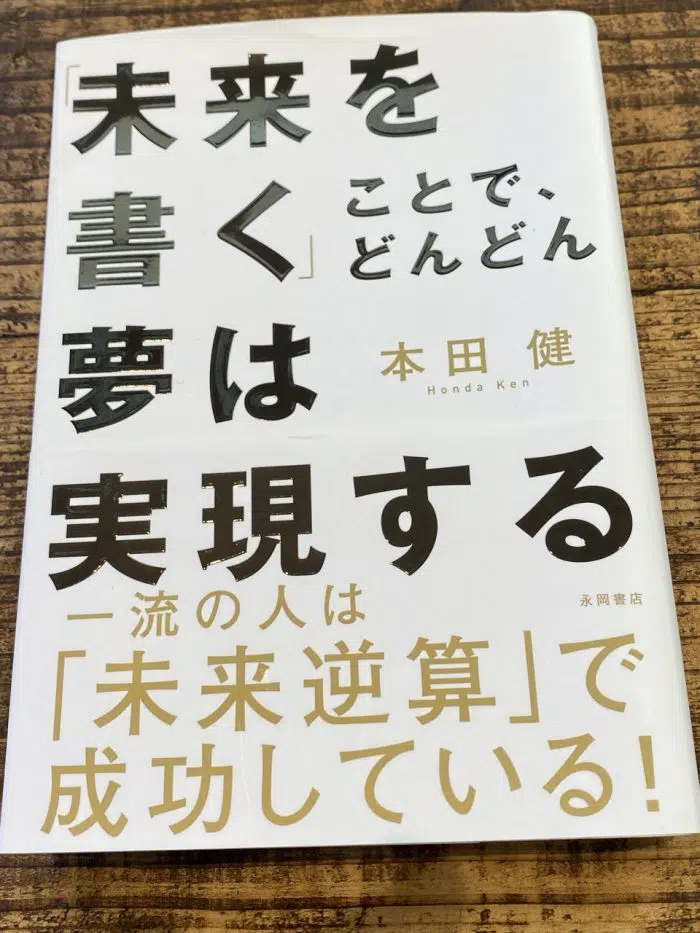 「未来を
書く」ことで、
どんどん
夢は
実現する
本田 健
Honda Ken
永岡書店
一流の人は
「未来逆算」で
成功している!